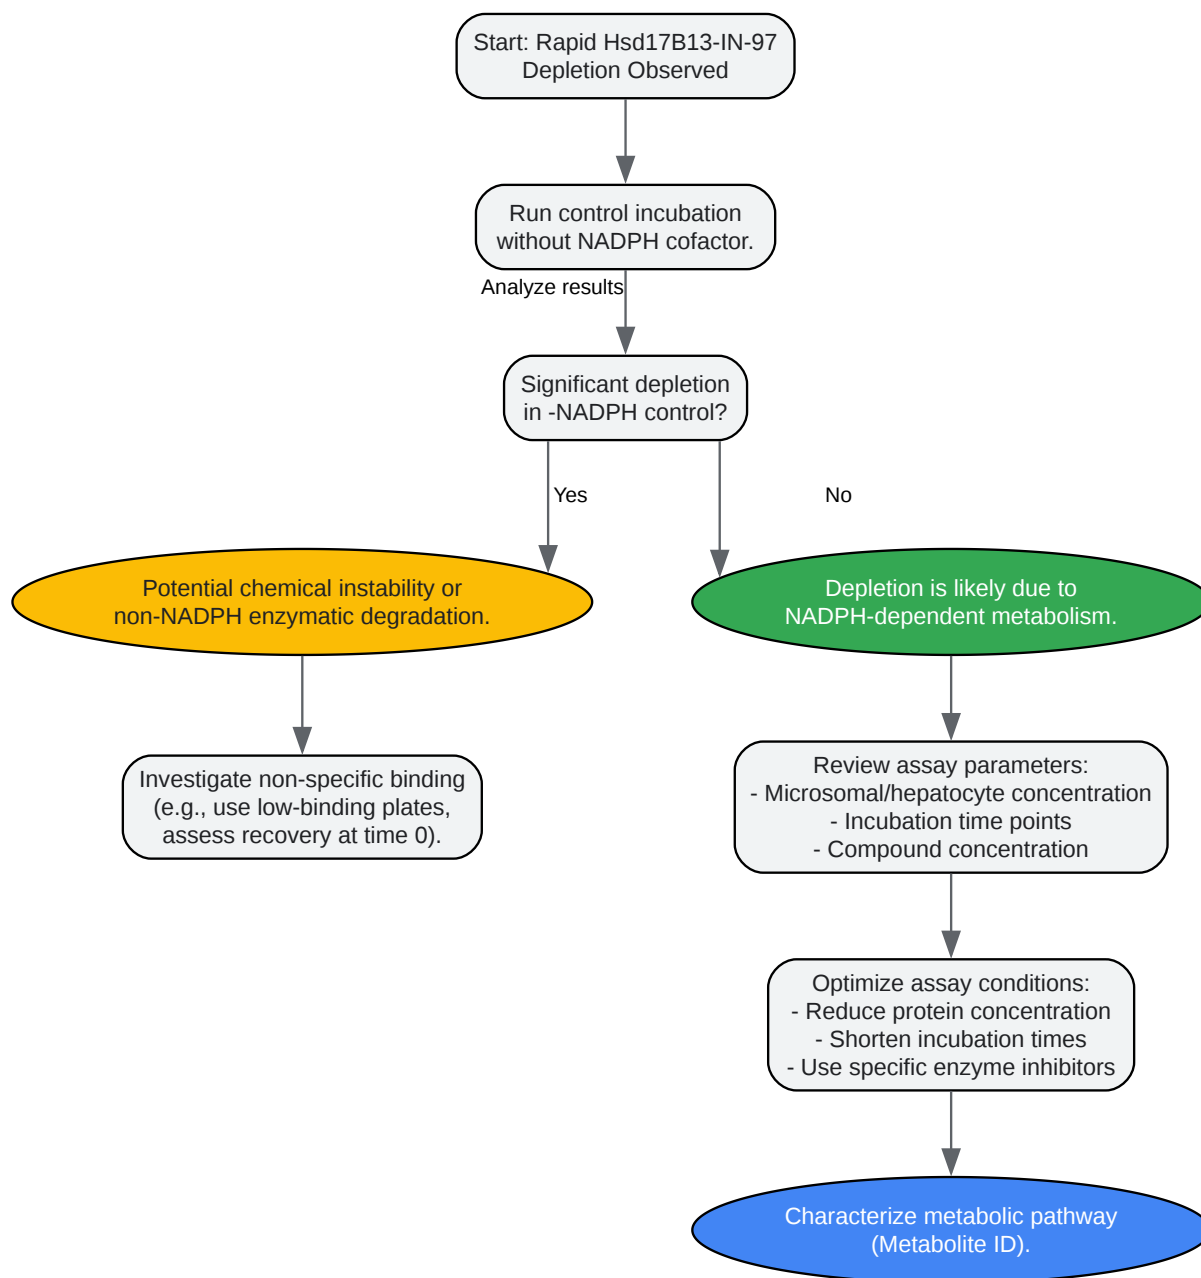 Start: Rapid Hsd17B13-IN-97
Depletion Observed
Run control incubation
without NADPH cofactor.
Analyze results
Significant depletion
in -NADPH control?
Yes
No
Potential chemical instability or
non-NADPH enzymatic degradation.
Depletion is likely due to
NADPH-dependent metabolism.
Investigate non-specific binding
(e.g., use low-binding plates,
assess recovery at time 0).
Review assay parameters:
- Microsomal/hepatocyte concentration
- Incubation time points
- Compound concentration
Optimize assay conditions:
- Reduce protein concentration
- Shorten incubation times
- Use specific enzyme inhibitors
Characterize metabolic pathway
(Metabolite ID).